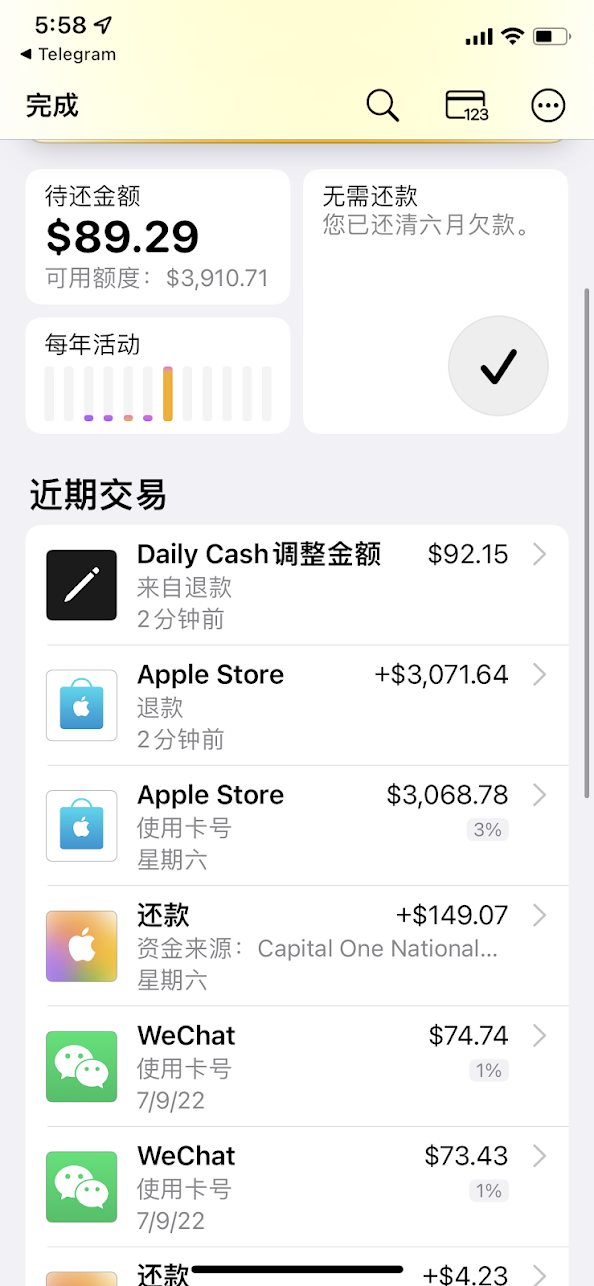 5:58
◀ Telegram
完成
123
待还金额
$89.29
可用额度：$3,910.71
无需还款
您已还清六月欠款。
每年活动
近期交易
Daily Cash调整金额 $92.15
来自退款
2分钟前
Apple Store +$3,071.64
退款
2分钟前
Apple Store $3,068.78
使用卡号 3%
星期六
还款 +$149.07
资金来源：Capital One National...
星期六
WeChat $74.74
使用卡号 1%
7/9/22
WeChat $73.43
使用卡号 1%
7/9/22
还款 +$4.23